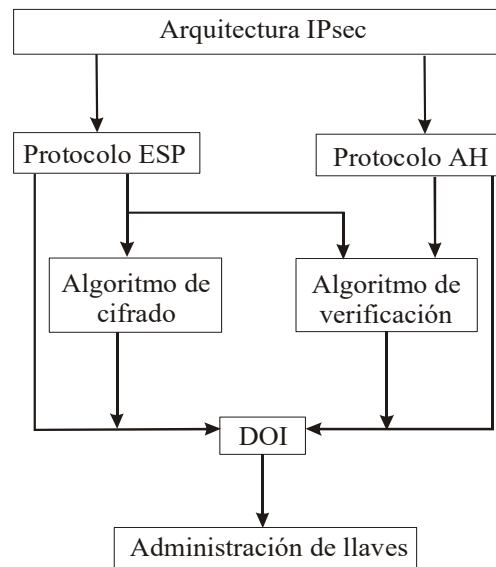 Arquitectura IPsec
Protocolo ESP
Protocolo AH
Algoritmo de
cifrado
Algoritmo de
verificación
DOI
Administración de llaves